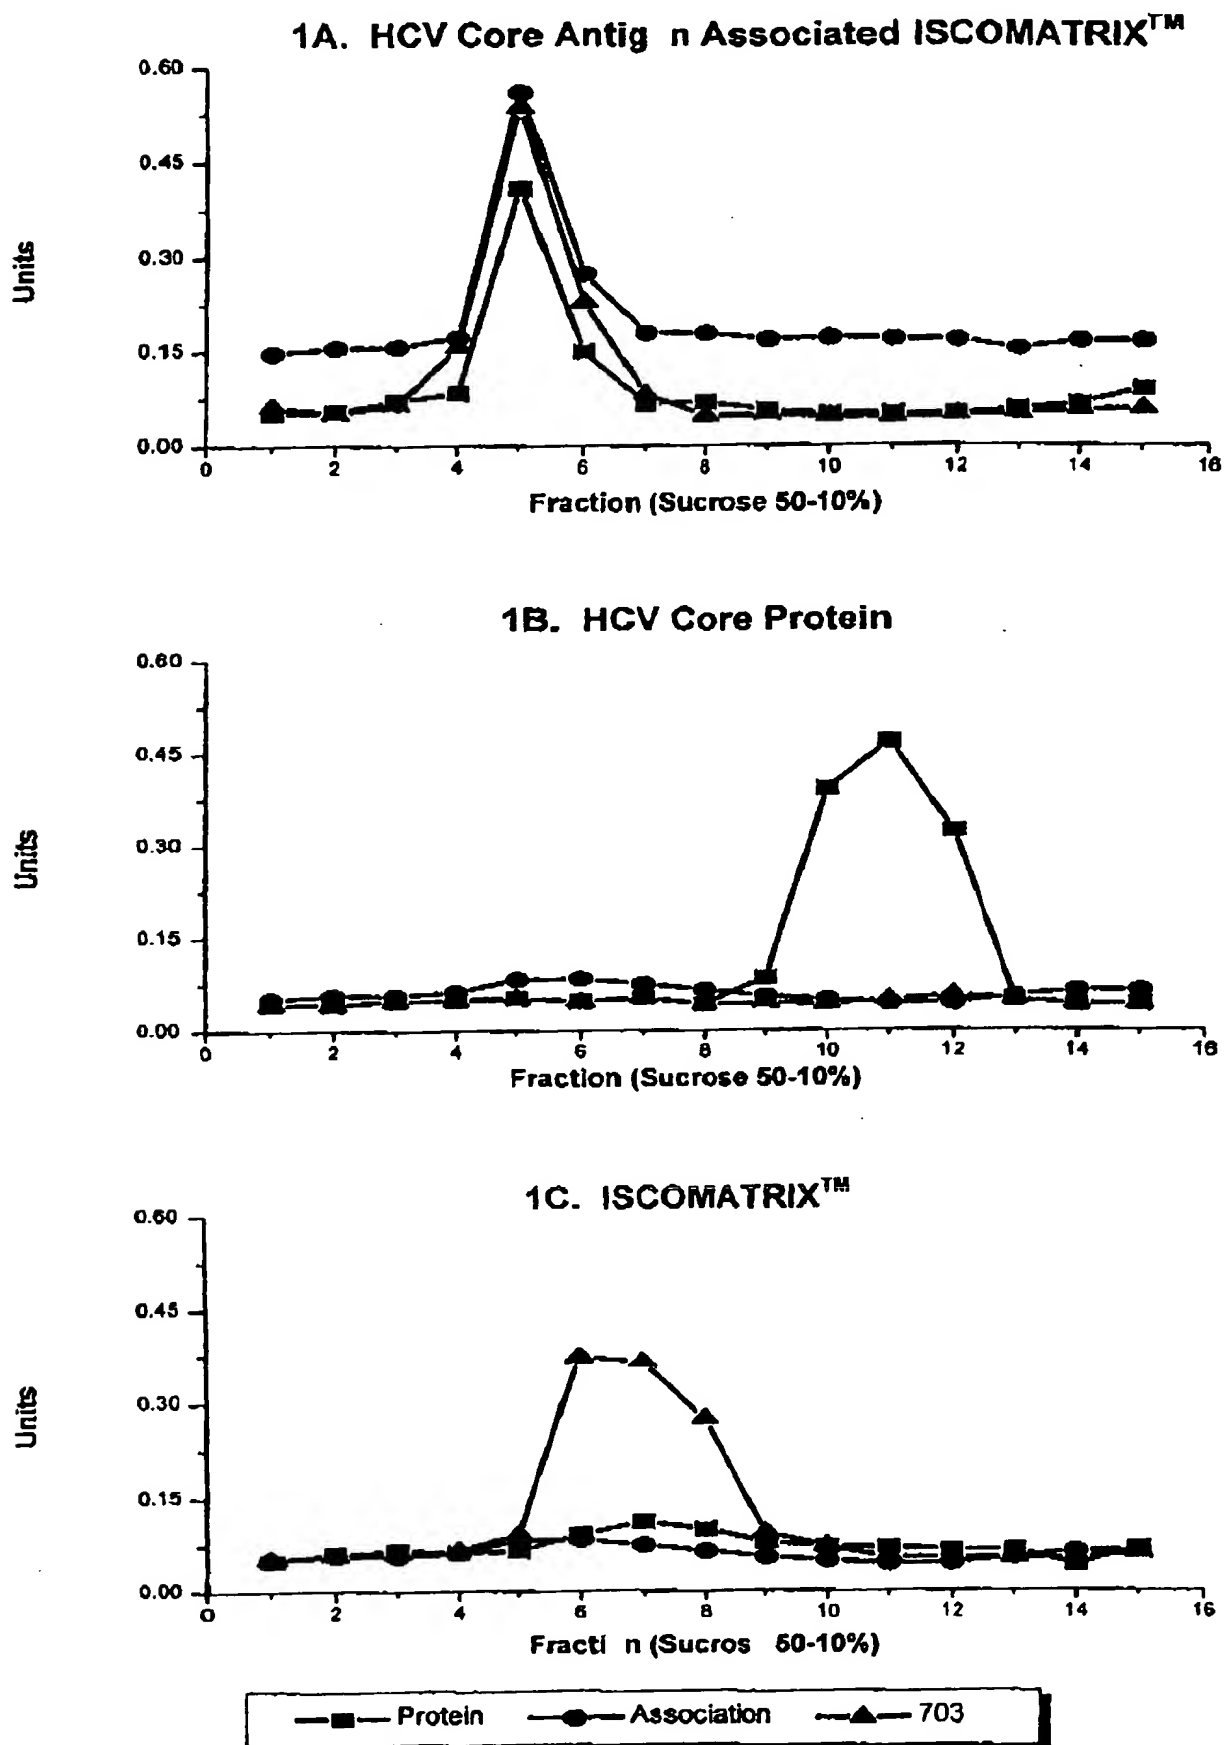 1A. HCV Core Antig n Associated ISCOMATRIX™
0.60
0.45
0.30
0.15
0.00
Units
0 2 4 6 8 10 12 14 16
Fraction (Sucrose 50-10%)
1B. HCV Core Protein
0.60
0.45
0.30
0.15
0.00
Units
0 2 4 6 8 10 12 14 16
Fraction (Sucrose 50-10%)
1C. ISCOMATRIX™
0.60
0.45
0.30
0.15
0.00
Units
0 2 4 6 8 10 12 14 16
Fracti n (Sucros 50-10%)
Protein Association 703